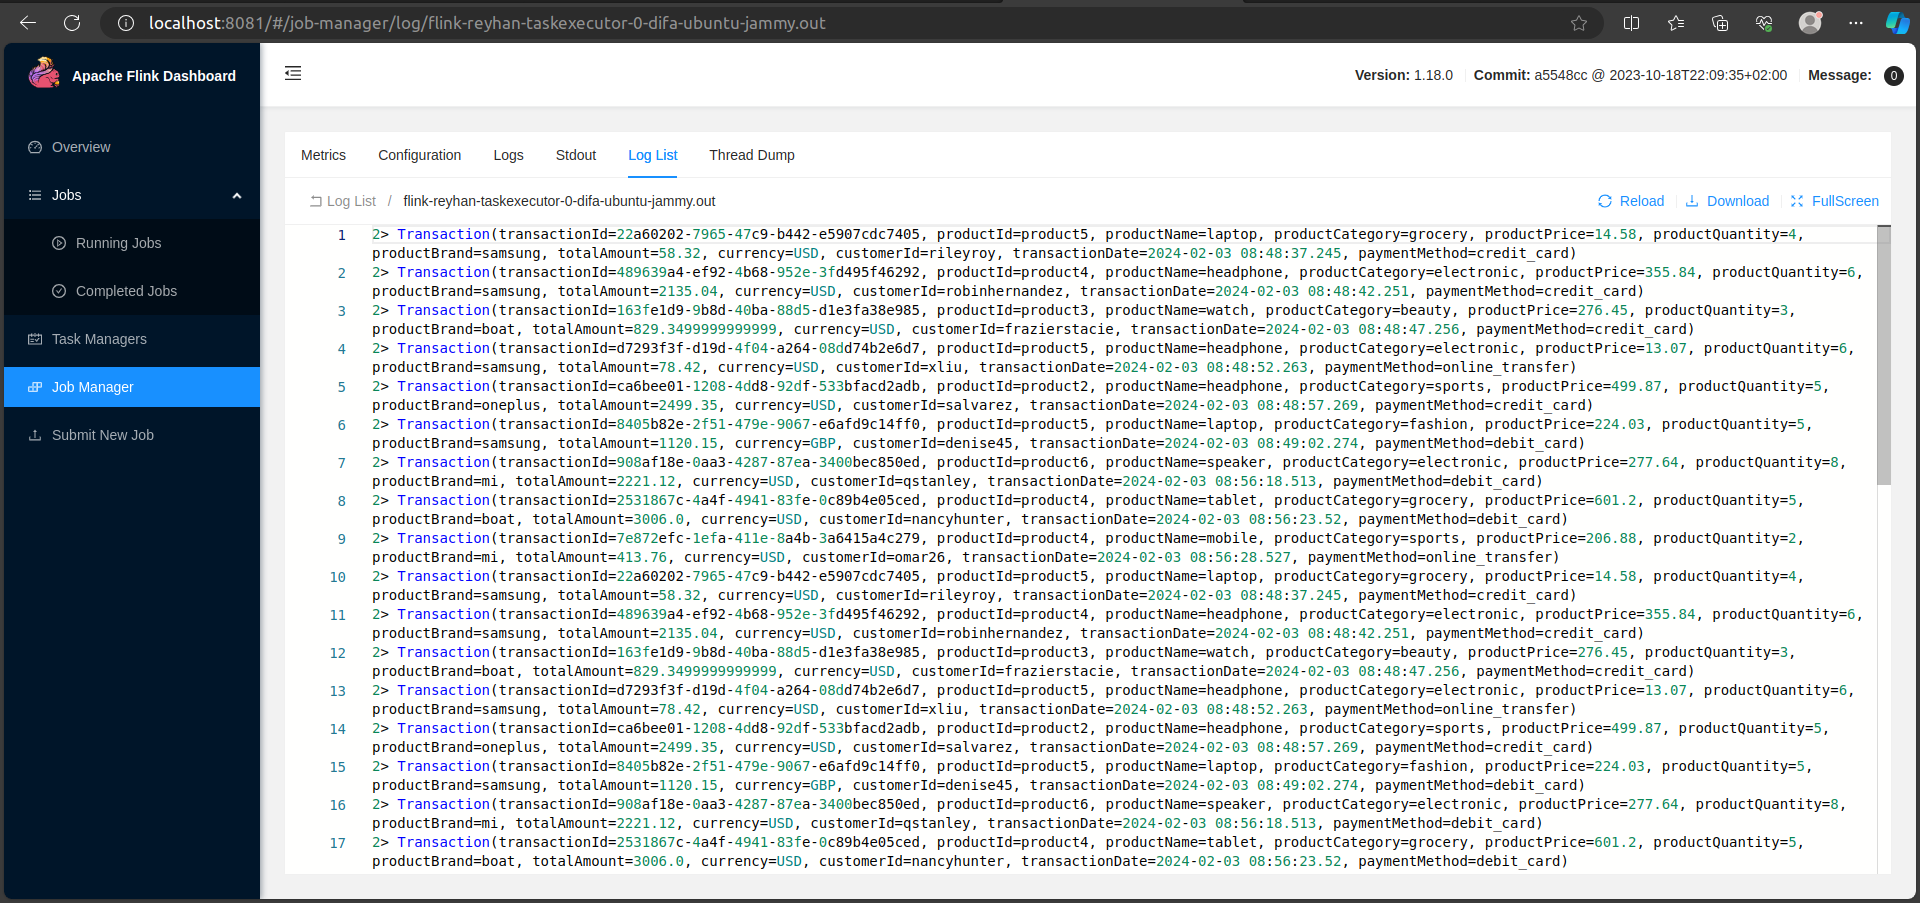 localhost:8081/#/job-manager/log/flink-reyhan-taskexecutor-0-difa-ubuntu-jammy.out
Apache Flink Dashboard
Version: 1.18.0 Commit: a5548cc @ 2023-10-18T22:09:35+02:00 Message: 0
Overview
Jobs
Running Jobs
Completed Jobs
Task Managers
Job Manager
Submit New Job
Metrics Configuration Logs Stdout Log List Thread Dump
Log List / flink-reyhan-taskexecutor-0-difa-ubuntu-jammy.out Reload Download FullScreen
1 2> Transaction(transactionId=22a60202-7965-47c9-b442-e5907cdc7405, productId=product5, productName=laptop, productCategory=grocery, productPrice=14.58, productQuantity=4,
productBrand=samsung, totalAmount=58.32, currency=USD, customerId=rileyroy, transactionDate=2024-02-03 08:48:37.245, paymentMethod=credit_card)
2 2> Transaction(transactionId=489639a4-ef92-4b68-952e-3fd495f46292, productId=product4, productName=headphone, productCategory=electronic, productPrice=355.84, productQuantity=6,
productBrand=samsung, totalAmount=2135.04, currency=USD, customerId=robinhernandez, transactionDate=2024-02-03 08:48:42.251, paymentMethod=credit_card)
3 2> Transaction(transactionId=163fe1d9-9b8d-40ba-88d5-d1e3fa38e985, productId=product3, productName=watch, productCategory=beauty, productPrice=276.45, productQuantity=3,
productBrand=boat, totalAmount=829.3499999999999, currency=USD, customerId=frazierstacie, transactionDate=2024-02-03 08:48:47.256, paymentMethod=credit_card)
4 2> Transaction(transactionId=d7293f3f-d19d-4f04-a264-08dd74b2e6d7, productId=product5, productName=headphone, productCategory=electronic, productPrice=13.07, productQuantity=6,
productBrand=samsung, totalAmount=78.42, currency=USD, customerId=xliu, transactionDate=2024-02-03 08:48:52.263, paymentMethod=online_transfer)
5 2> Transaction(transactionId=ca6bee01-1208-4dd8-92df-533bfacd2adb, productId=product2, productName=headphone, productCategory=sports, productPrice=499.87, productQuantity=5,
productBrand=oneplus, totalAmount=2499.35, currency=USD, customerId=salvarez, transactionDate=2024-02-03 08:48:57.269, paymentMethod=credit_card)
6 2> Transaction(transactionId=8405b82e-2f51-479e-9067-e6afd9c14ff0, productId=product5, productName=laptop, productCategory=fashion, productPrice=224.03, productQuantity=5,
productBrand=samsung, totalAmount=1120.15, currency=GBP, customerId=denise45, transactionDate=2024-02-03 08:49:02.274, paymentMethod=debit_card)
7 2> Transaction(transactionId=908af18e-0aa3-4287-87ea-3400bec850ed, productId=product6, productName=speaker, productCategory=electronic, productPrice=277.64, productQuantity=8,
productBrand=mi, totalAmount=2221.12, currency=USD, customerId=qstanley, transactionDate=2024-02-03 08:56:18.513, paymentMethod=debit_card)
8 2> Transaction(transactionId=2531867c-4a4f-4941-83fe-0c89b4e05ced, productId=product4, productName=tablet, productCategory=grocery, productPrice=601.2, productQuantity=5,
productBrand=boat, totalAmount=3006.0, currency=USD, customerId=nancyhunter, transactionDate=2024-02-03 08:56:23.52, paymentMethod=debit_card)
9 2> Transaction(transactionId=7e872efc-1efa-411e-8a4b-3a6415a4c279, productId=product4, productName=mobile, productCategory=sports, productPrice=206.88, productQuantity=2,
productBrand=mi, totalAmount=413.76, currency=USD, customerId=omar26, transactionDate=2024-02-03 08:56:28.527, paymentMethod=online_transfer)
10 2> Transaction(transactionId=22a60202-7965-47c9-b442-e5907cdc7405, productId=product5, productName=laptop, productCategory=grocery, productPrice=14.58, productQuantity=4,
productBrand=samsung, totalAmount=58.32, currency=USD, customerId=rileyroy, transactionDate=2024-02-03 08:48:37.245, paymentMethod=credit_card)
11 2> Transaction(transactionId=489639a4-ef92-4b68-952e-3fd495f46292, productId=product4, productName=headphone, productCategory=electronic, productPrice=355.84, productQuantity=6,
productBrand=samsung, totalAmount=2135.04, currency=USD, customerId=robinhernandez, transactionDate=2024-02-03 08:48:42.251, paymentMethod=credit_card)
12 2> Transaction(transactionId=163fe1d9-9b8d-40ba-88d5-d1e3fa38e985, productId=product3, productName=watch, productCategory=beauty, productPrice=276.45, productQuantity=3,
productBrand=boat, totalAmount=829.3499999999999, currency=USD, customerId=frazierstacie, transactionDate=2024-02-03 08:48:47.256, paymentMethod=credit_card)
13 2> Transaction(transactionId=d7293f3f-d19d-4f04-a264-08dd74b2e6d7, productId=product5, productName=headphone, productCategory=electronic, productPrice=13.07, productQuantity=6,
productBrand=samsung, totalAmount=78.42, currency=USD, customerId=xliu, transactionDate=2024-02-03 08:48:52.263, paymentMethod=online_transfer)
14 2> Transaction(transactionId=ca6bee01-1208-4dd8-92df-533bfacd2adb, productId=product2, productName=headphone, productCategory=sports, productPrice=499.87, productQuantity=5,
productBrand=oneplus, totalAmount=2499.35, currency=USD, customerId=salvarez, transactionDate=2024-02-03 08:48:57.269, paymentMethod=credit_card)
15 2> Transaction(transactionId=8405b82e-2f51-479e-9067-e6afd9c14ff0, productId=product5, productName=laptop, productCategory=fashion, productPrice=224.03, productQuantity=5,
productBrand=samsung, totalAmount=1120.15, currency=GBP, customerId=denise45, transactionDate=2024-02-03 08:49:02.274, paymentMethod=debit_card)
16 2> Transaction(transactionId=908af18e-0aa3-4287-87ea-3400bec850ed, productId=product6, productName=speaker, productCategory=electronic, productPrice=277.64, productQuantity=8,
productBrand=mi, totalAmount=2221.12, currency=USD, customerId=qstanley, transactionDate=2024-02-03 08:56:18.513, paymentMethod=debit_card)
17 2> Transaction(transactionId=2531867c-4a4f-4941-83fe-0c89b4e05ced, productId=product4, productName=tablet, productCategory=grocery, productPrice=601.2, productQuantity=5,
productBrand=boat, totalAmount=3006.0, currency=USD, customerId=nancyhunter, transactionDate=2024-02-03 08:56:23.52, paymentMethod=debit_card)